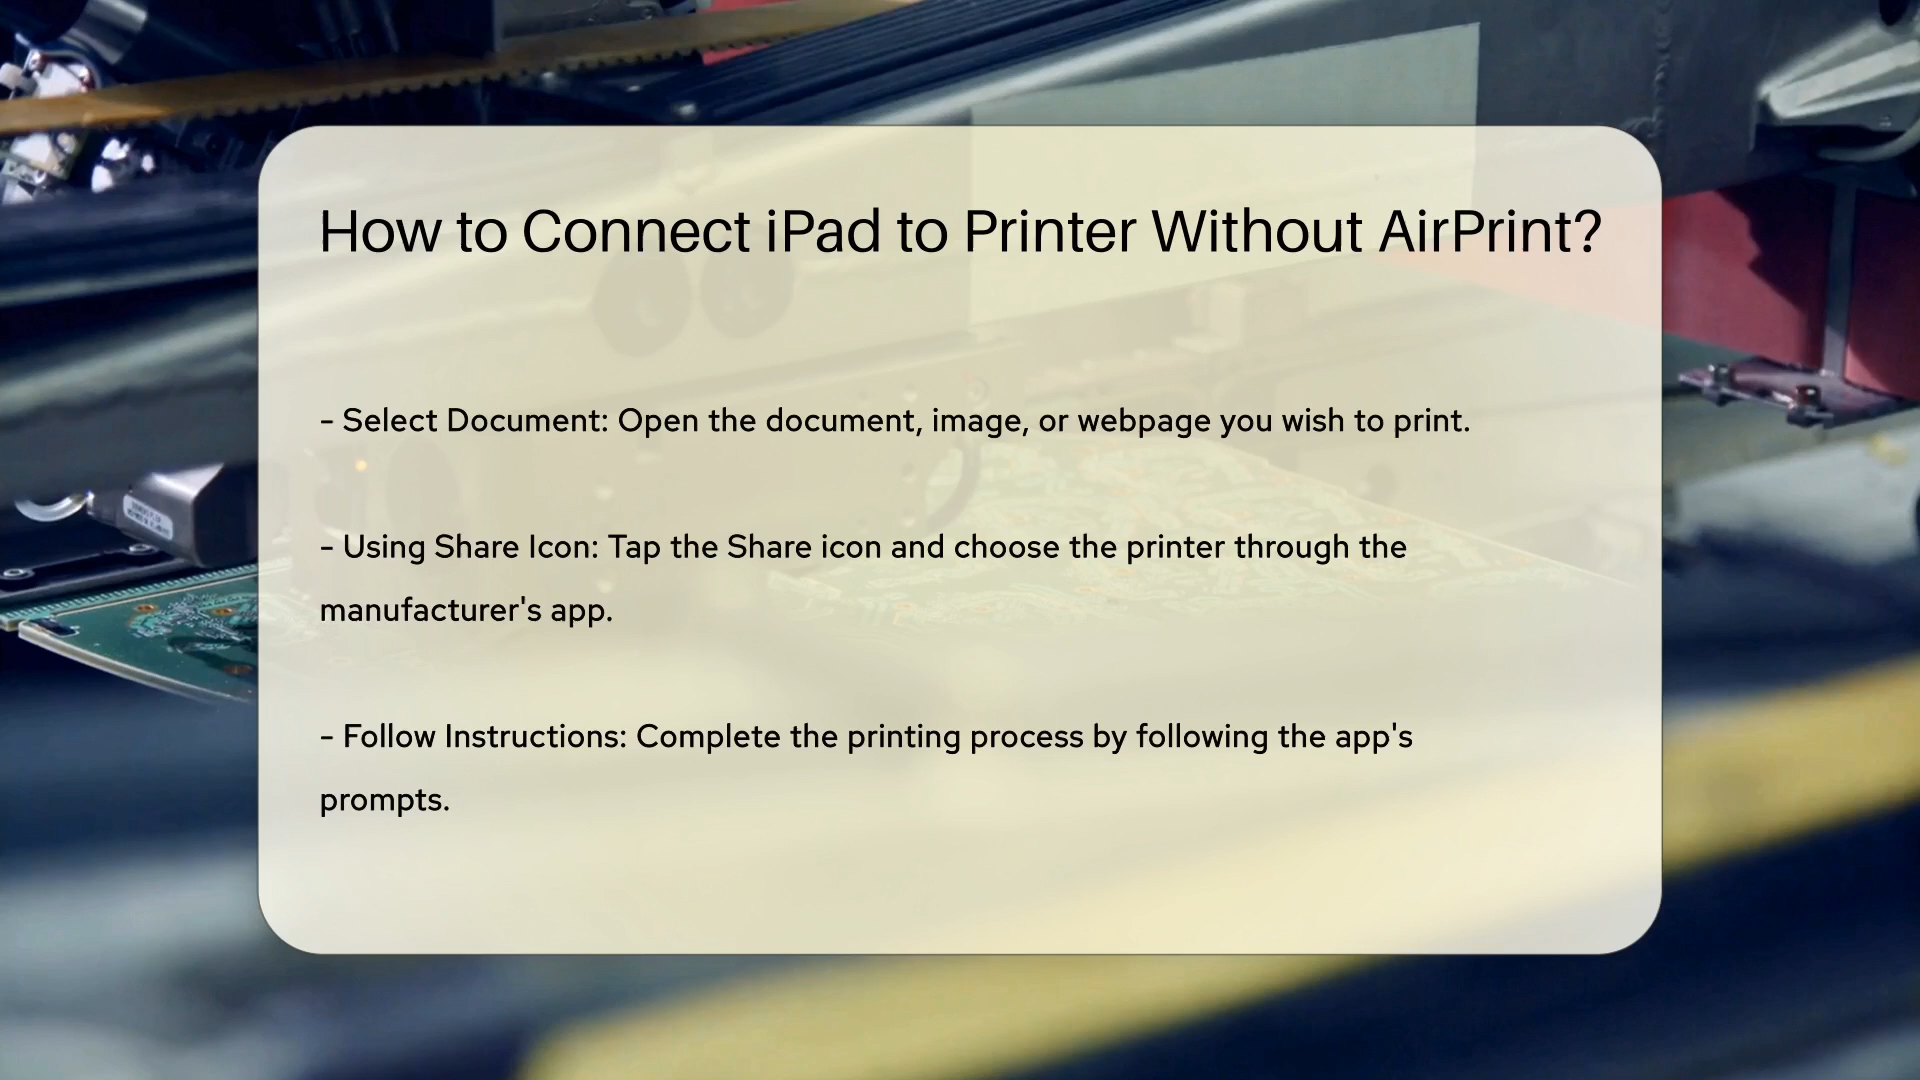 How to Connect iPad to Printer Without AirPrint?
- Select Document: Open the document, image, or webpage you wish to print.
- Using Share Icon: Tap the Share icon and choose the printer through the
manufacturer's app.
- Follow Instructions: Complete the printing process by following the app's
prompts.